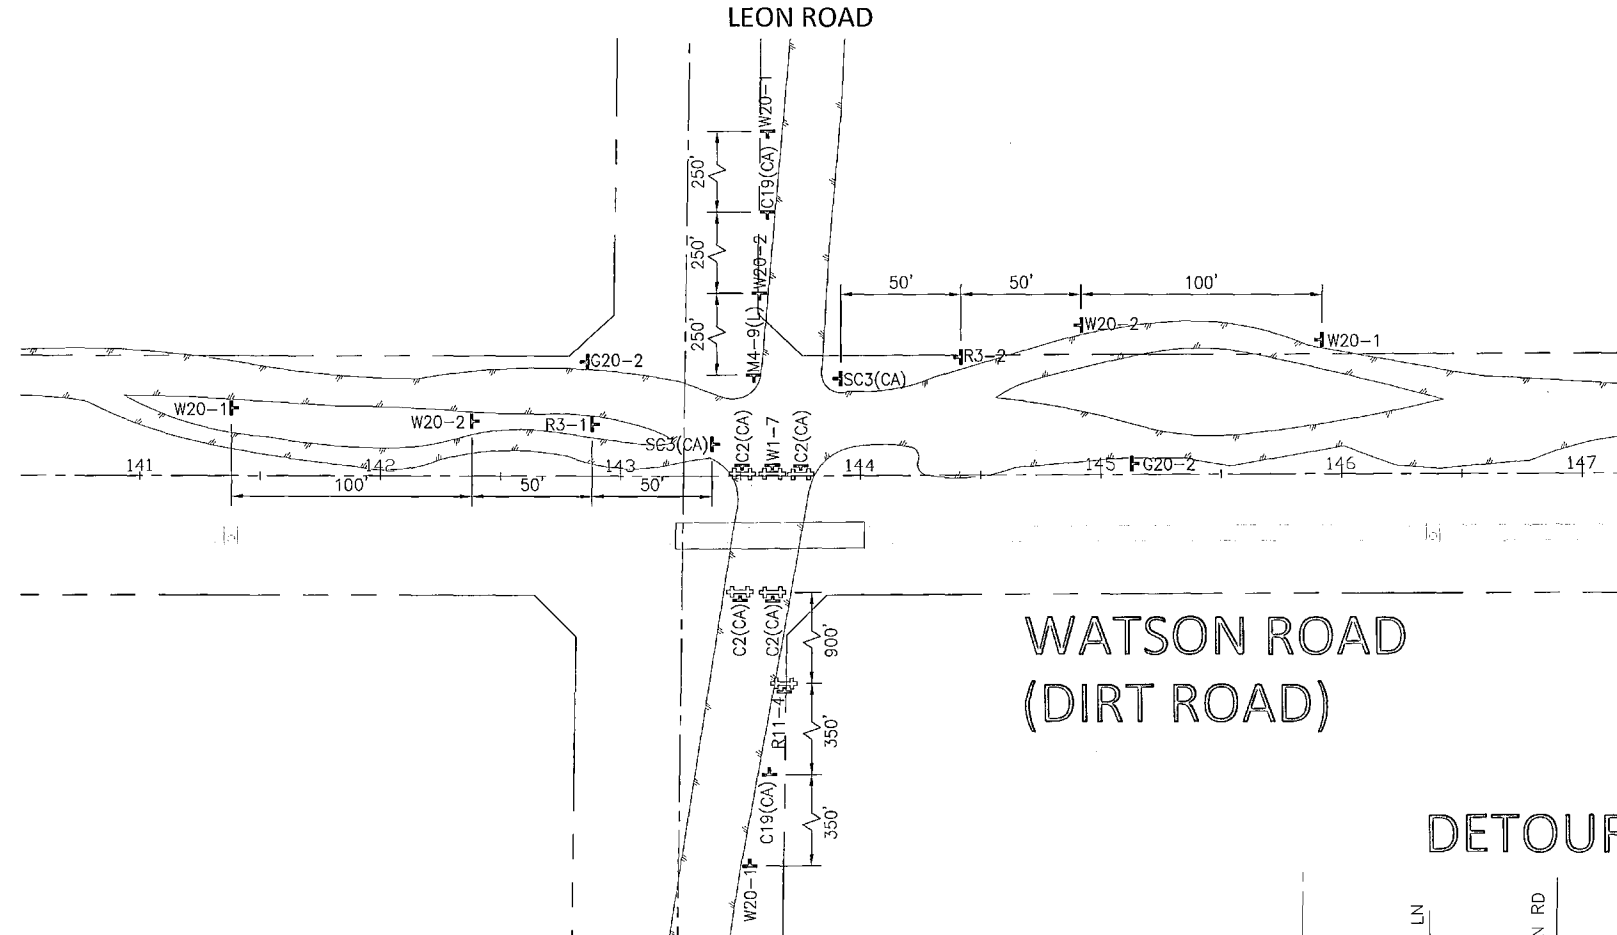 LEON ROAD
W20-1
250'
C19(CA)
250'
W20-2
250'
M4-9(L)
50'
50'
100'
W20-2
W20-1
G20-2
R3-2
SC3(CA)
W20-1
W20-2
R3-1
SC3(CA)
C2(CA)
W1-7
C2(CA)
141
142
143
144
145
G20-2
146
147
100'
50'
50'
C2(CA)
C2(CA)
900'
WATSON ROAD
(DIRT ROAD)
R11-4
350'
C19(CA)
350'
W20-1
DETOUR
LN
N RD